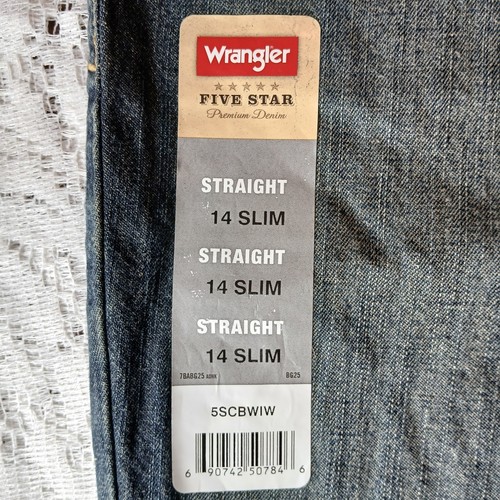 Wrangler
FIVE STAR
Premium Denim
STRAIGHT
14 SLIM
STRAIGHT
14 SLIM
STRAIGHT
14 SLIM
BG25
5SCBWIW
6 90742 50784 6